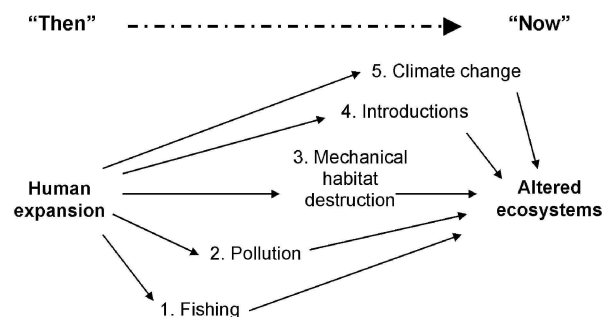 “Then”
“Now”
5. Climate change
4. Introductions
3. Mechanical
habitat
destruction
Human
expansion
Altered
ecosystems
2. Pollution
1. Fishing